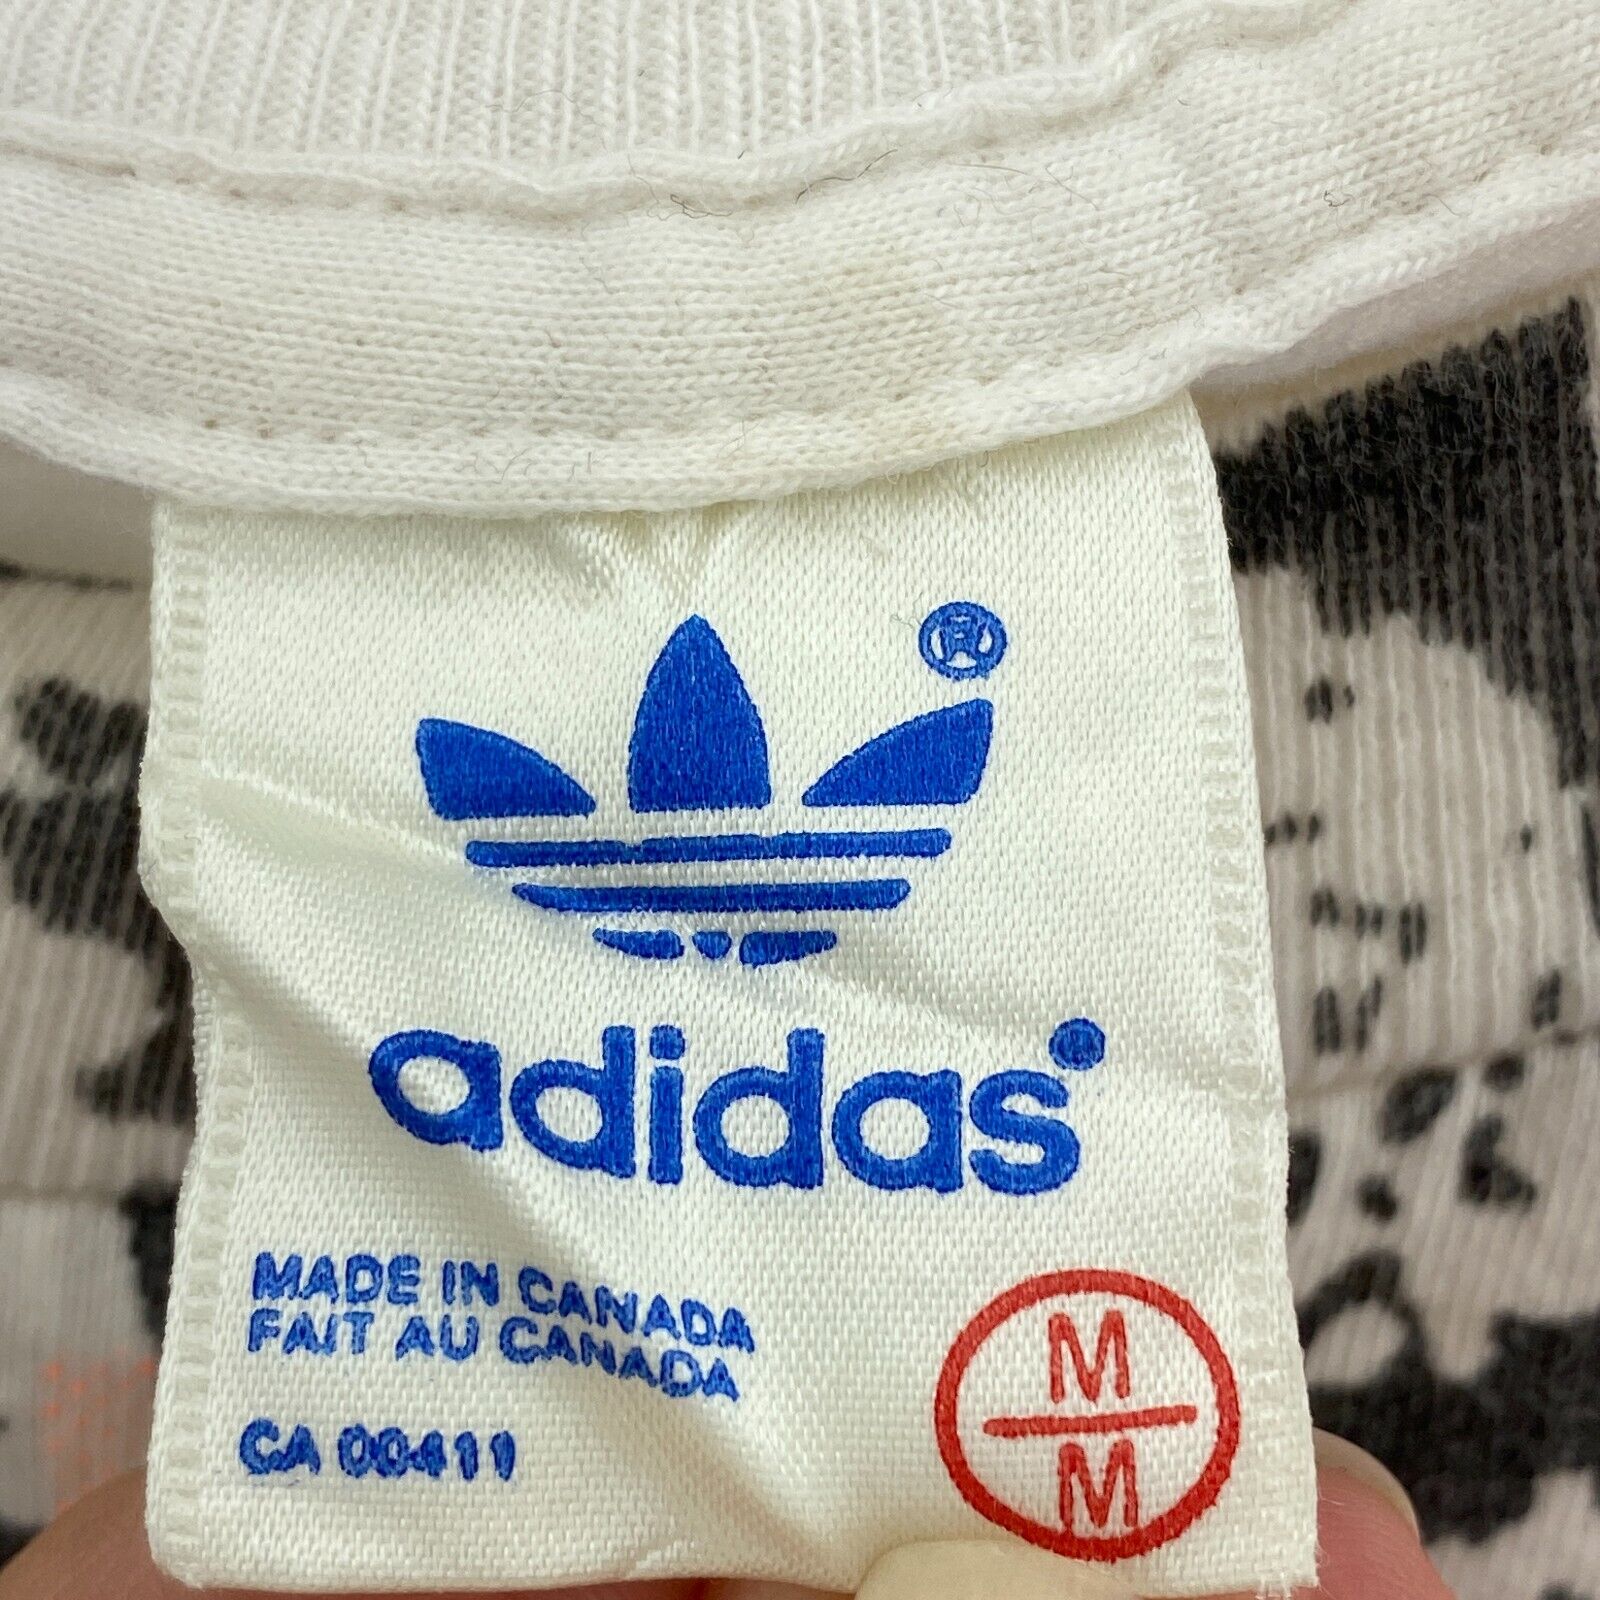 ®
adidas®
MADE IN CANADA
FAIT AU CANADA
CA 00411
M
M